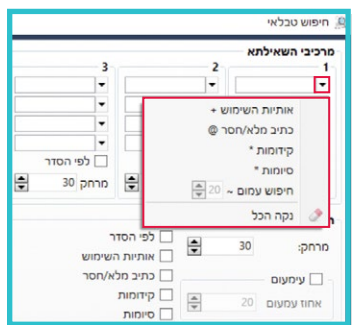 חיפוש טבלאי
מרכיבי השאילתא
1 2 3
אותיות השימוש +
כתיב מלא/חסר @
קידומות *
סיומות *
חיפוש עמום ~ 20
נקה הכל
לפי הסדר
מרחק 30
לפי הסדר
מרחק: 30
אותיות השימוש
כתיב מלא/חסר
עימעום
קידומות
אחוז עמעום 20
סיומות